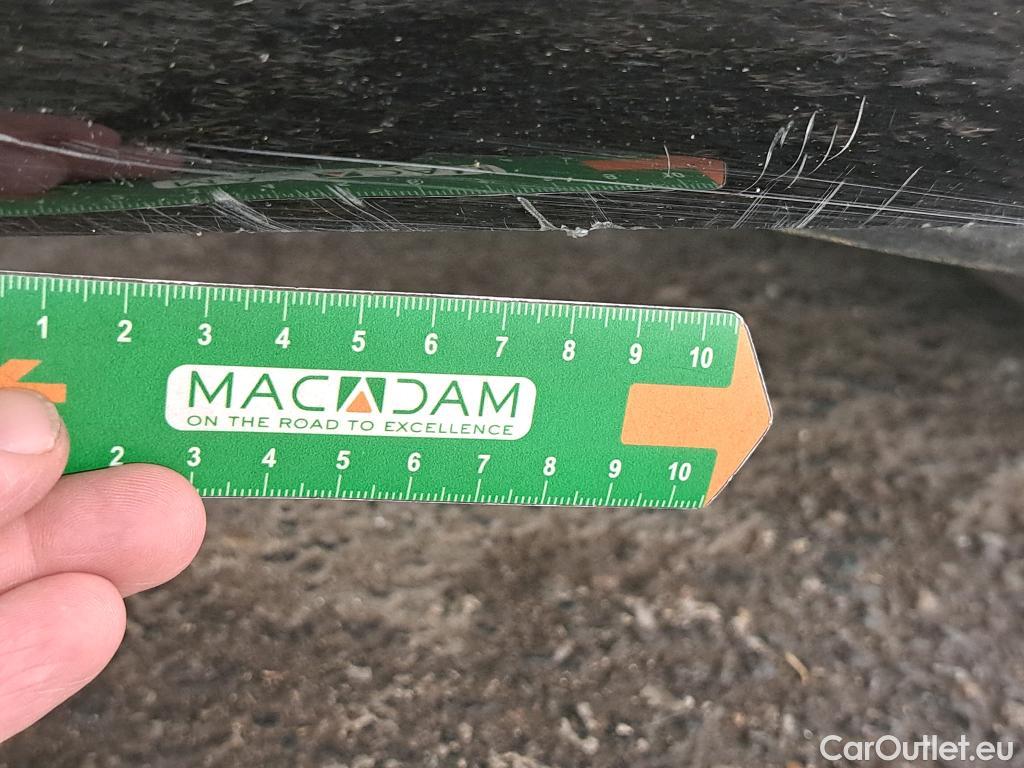 1 2 3 4 5 6 7 8 9 10
MACADAM
ON THE ROAD TO EXCELLENCE
2 3 4 5 6 7 8 9 10
CarOutlet.eu